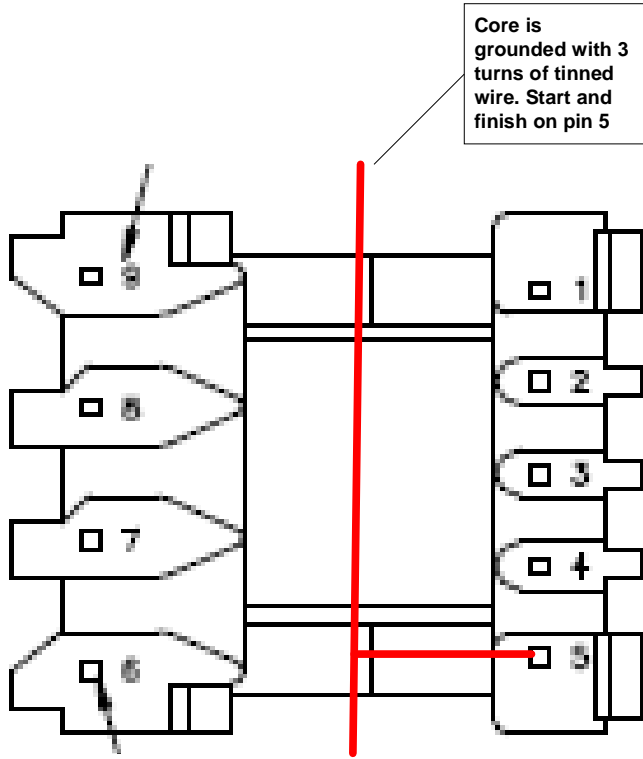 Core is
grounded with 3
turns of tinned
wire. Start and
finish on pin 5
9
1
2
8
3
7
4
6
5